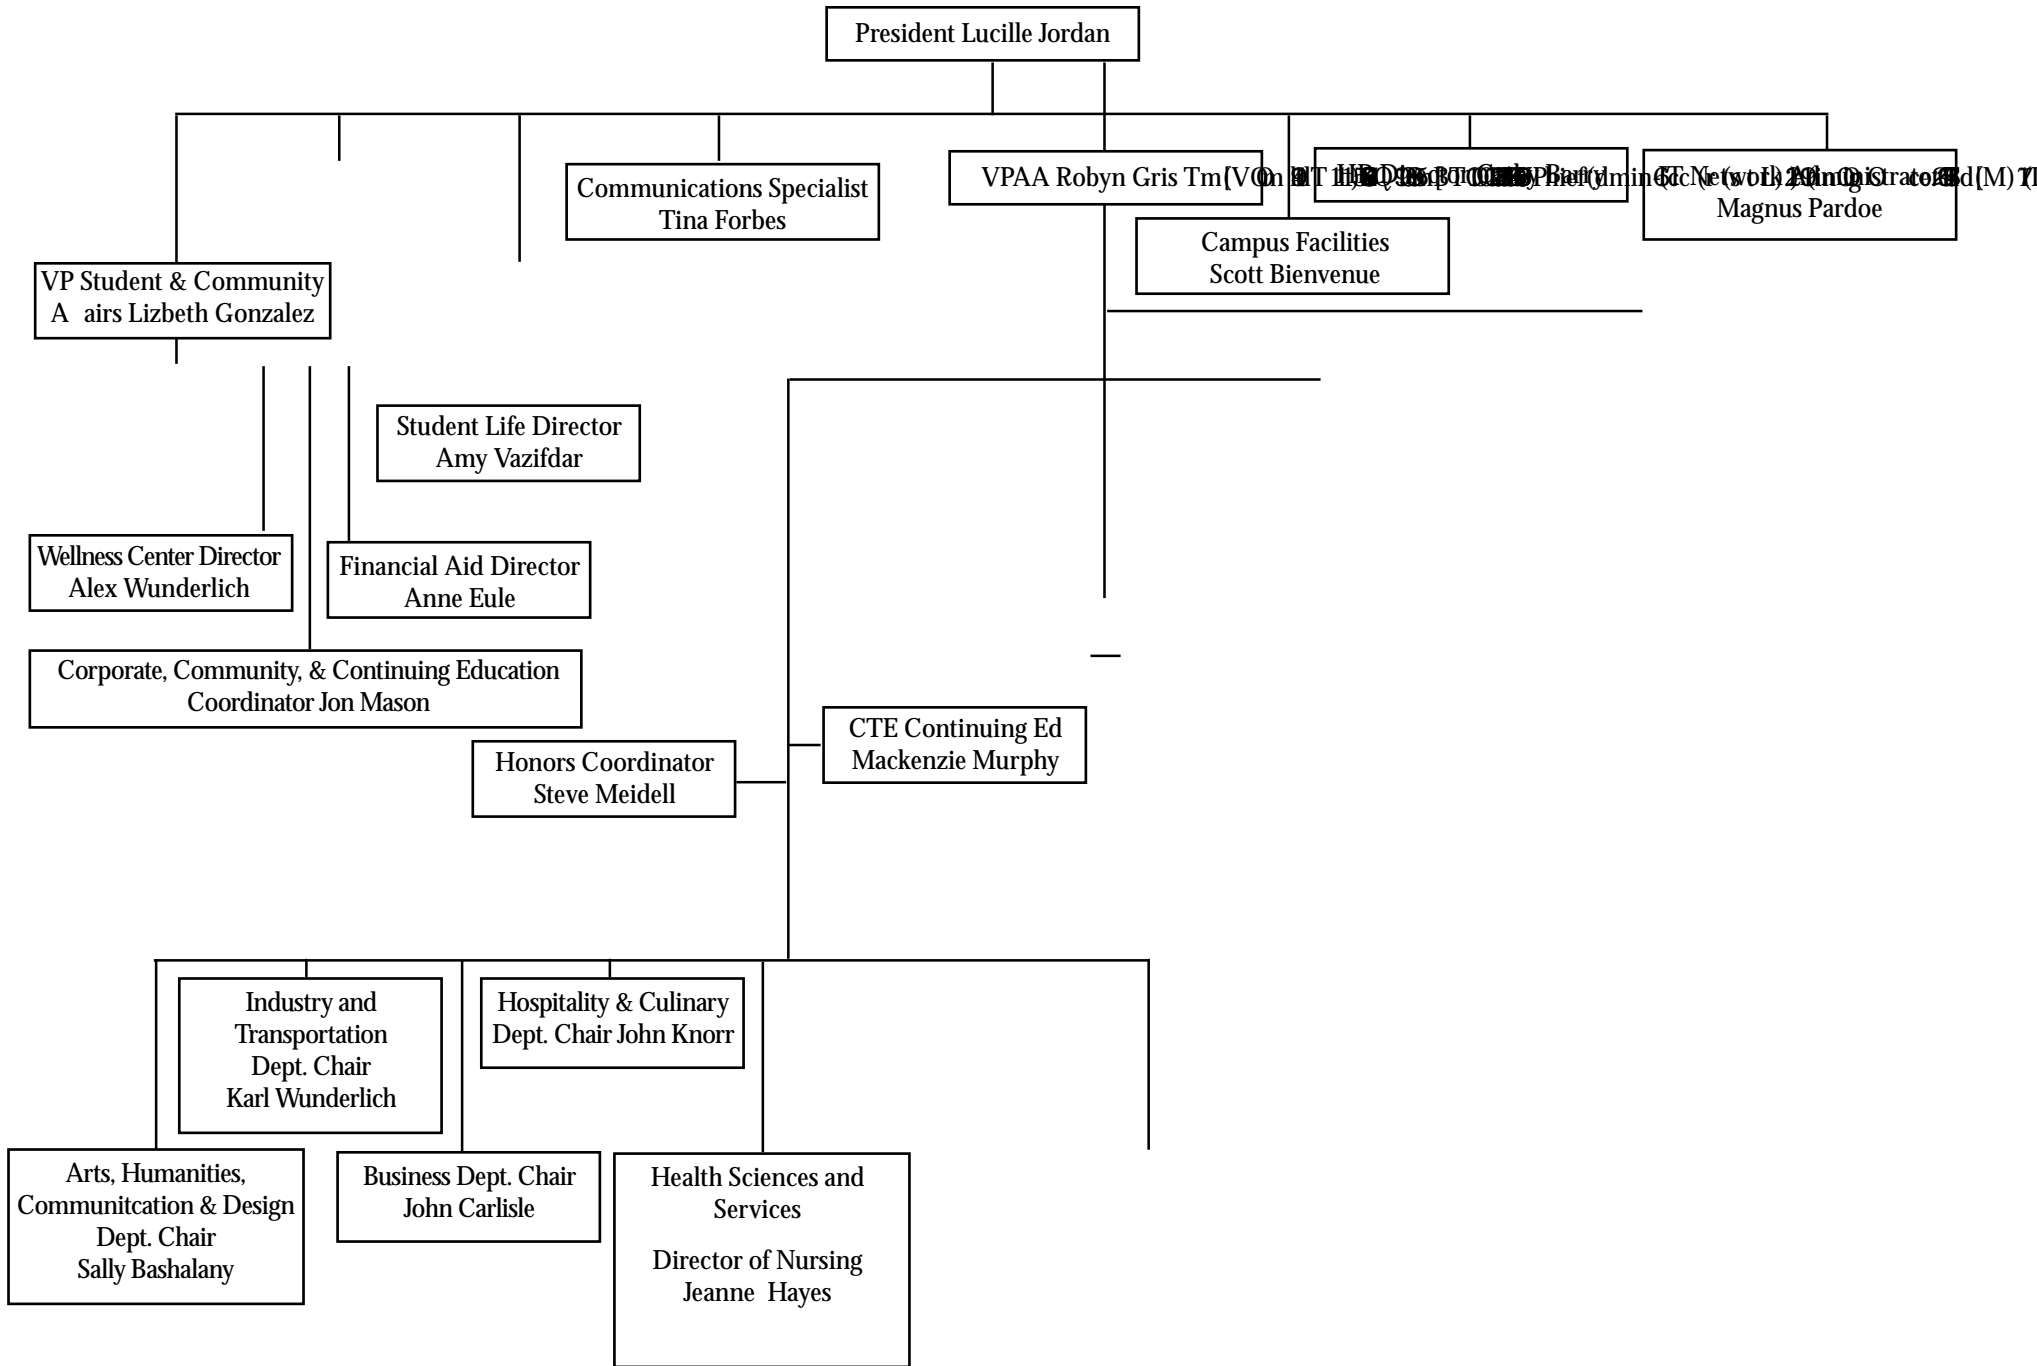 President Lucille Jordan
Communications Specialist
Tina Forbes
VPAA Robyn Gris
Magnus Pardoe
Campus Facilities
Scott Bienvenue
VP Student & Community
A airs Lizbeth Gonzalez
Student Life Director
Amy Vazifdar
Wellness Center Director
Alex Wunderlich
Financial Aid Director
Anne Eule
Corporate, Community, & Continuing Education
Coordinator Jon Mason
CTE Continuing Ed
Mackenzie Murphy
Honors Coordinator
Steve Meidell
Industry and
Transportation
Dept. Chair
Karl Wunderlich
Hospitality & Culinary
Dept. Chair John Knorr
Arts, Humanities,
Communitcation & Design
Dept. Chair
Sally Bashalany
Business Dept. Chair
John Carlisle
Health Sciences and
Services
Director of Nursing
Jeanne Hayes